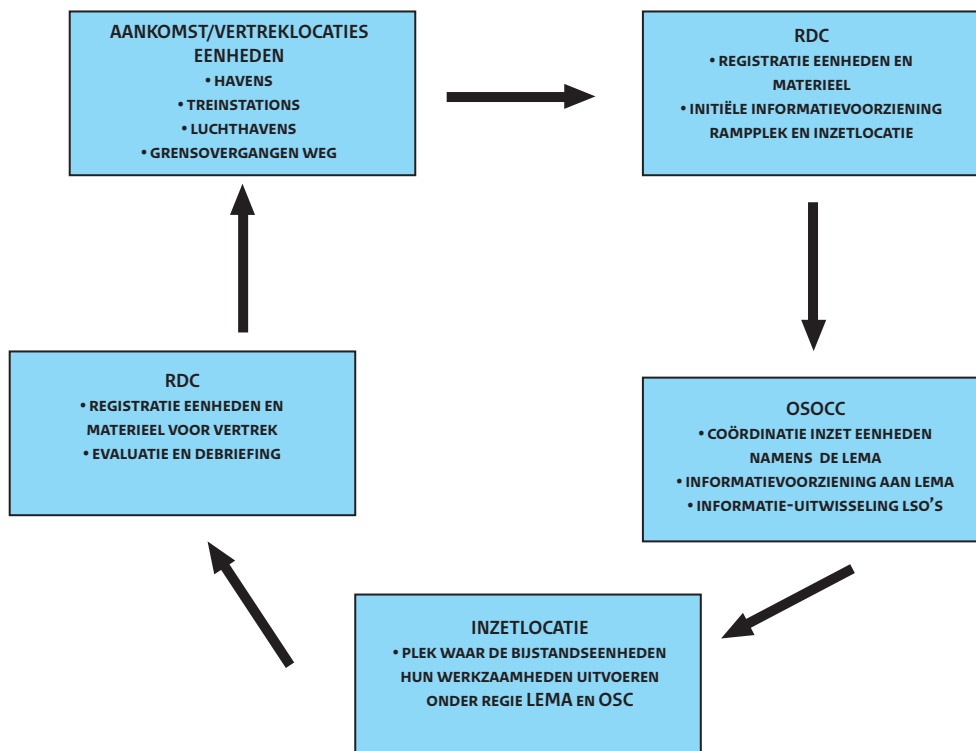 AANKOMST/VERTREKLOCATIES
EENHEDEN
• HAVENS
• TREINSTATIONS
• LUCHTHAVENS
• GRENSOVERGANGEN WEG
RDC
• REGISTRATIE EENHEDEN EN
MATERIEEL
• INITIËLE INFORMATIEVOORZIENING
RAMPPLEK EN INZETLOCATIE
OSOCC
• COÖRDINATIE INZET EENHEDEN
NAMENS DE LEMA
• INFORMATIEVOORZIENING AAN LEMA
• INFORMATIE-UITWISSELING LSO'S
INZETLOCATIE
• PLEK WAAR DE BIJSTANDSEENHEDEN
HUN WERKZAAMHEDEN UITVOEREN
ONDER REGIE LEMA EN OSC
RDC
• REGISTRATIE EENHEDEN EN
MATERIEEL VOOR VERTREK
• EVALUATIE EN DEBRIEFING